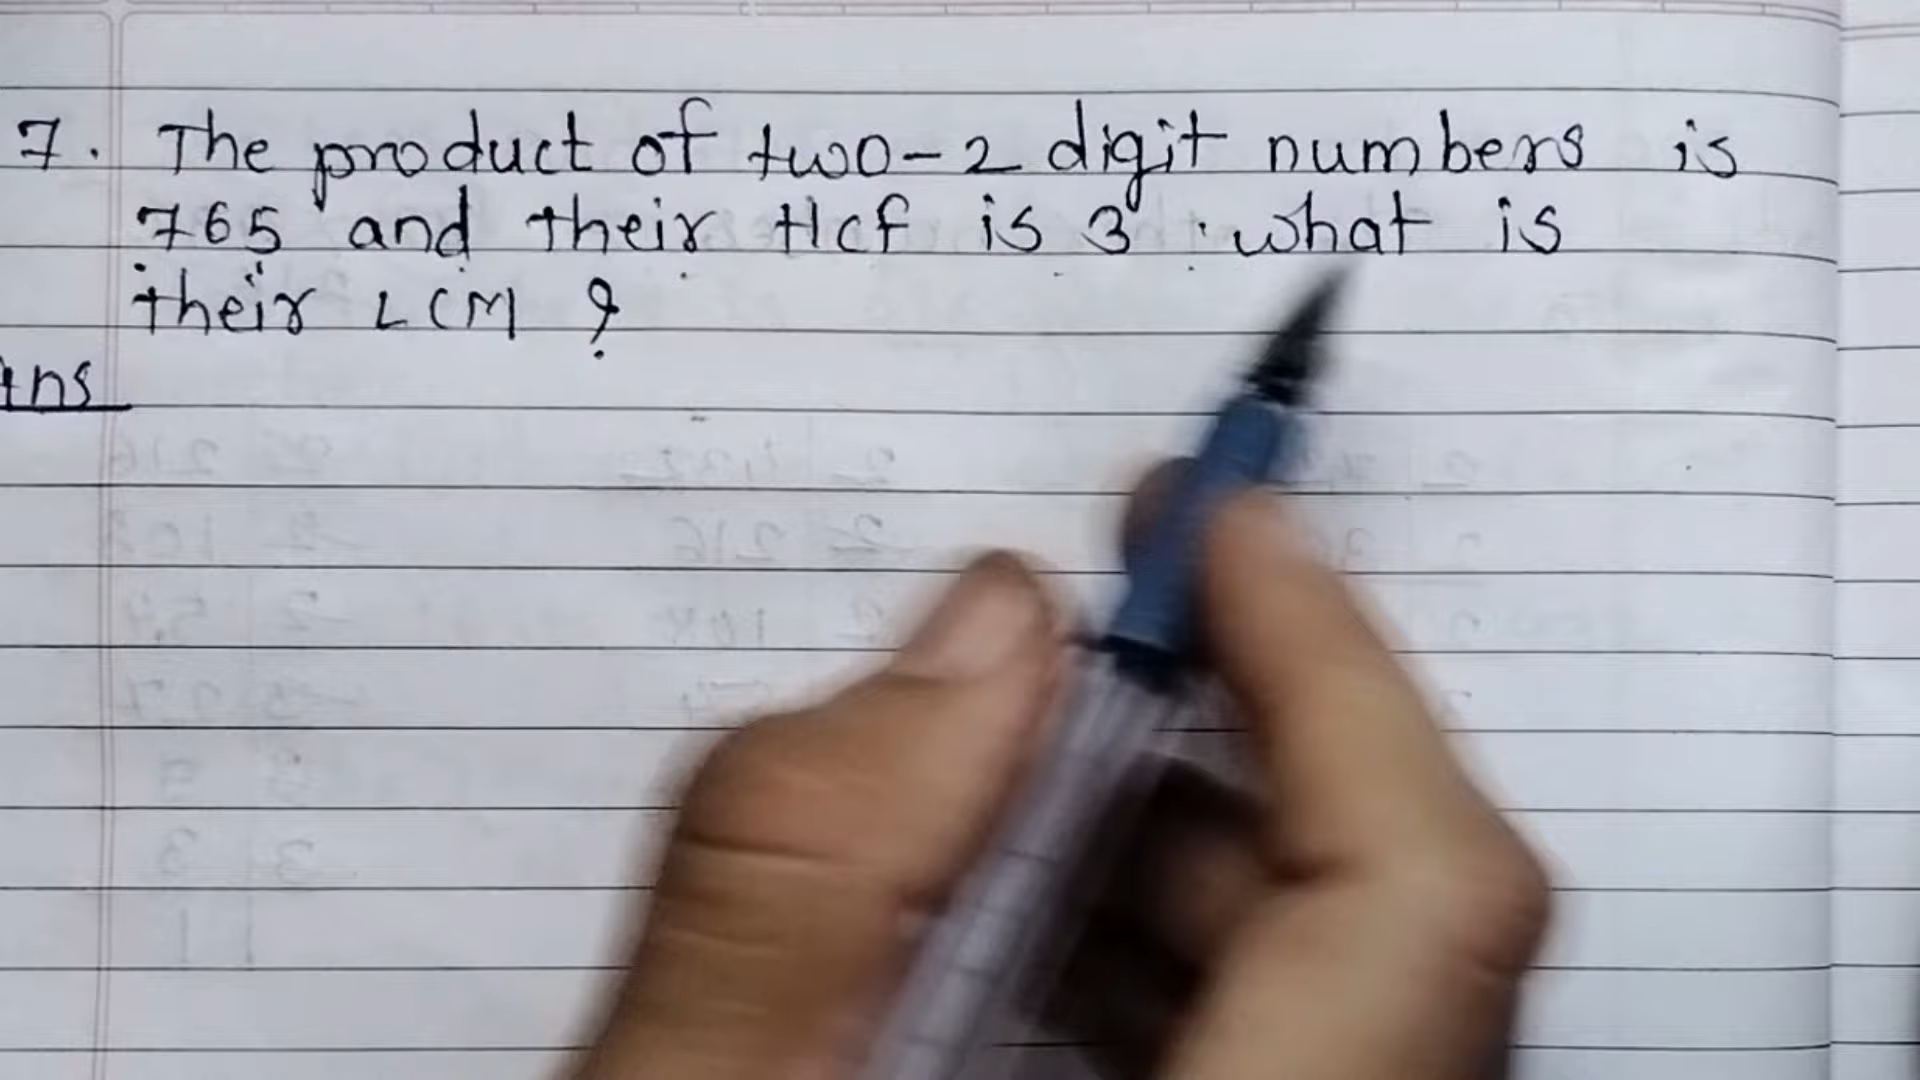 7. The product of two-2 digit numbers is
765 and their Hcf is 3. what is
their LCM ?
Ans